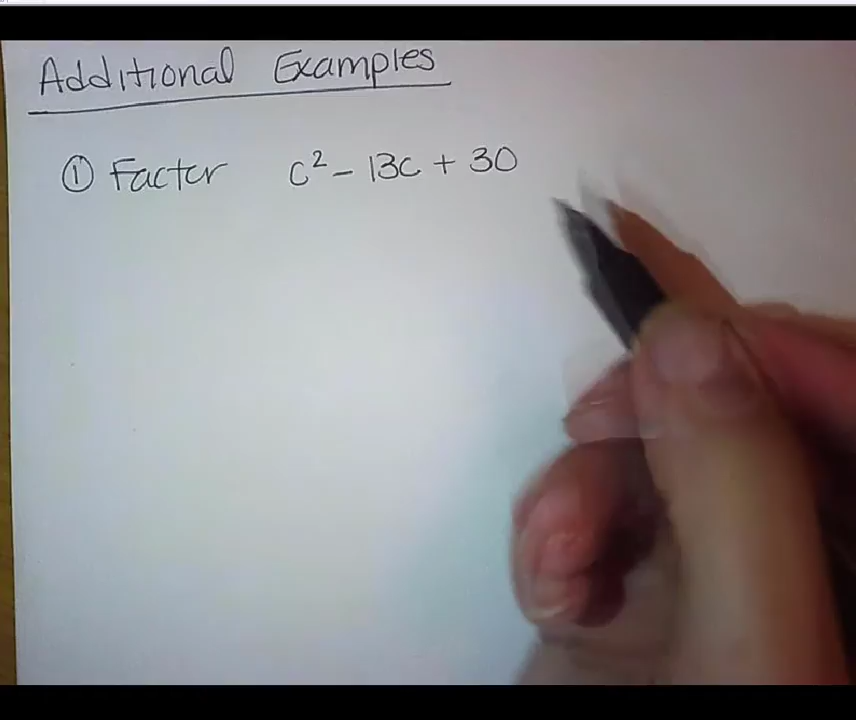 Additional Examples
① Factor c² - 13c + 30